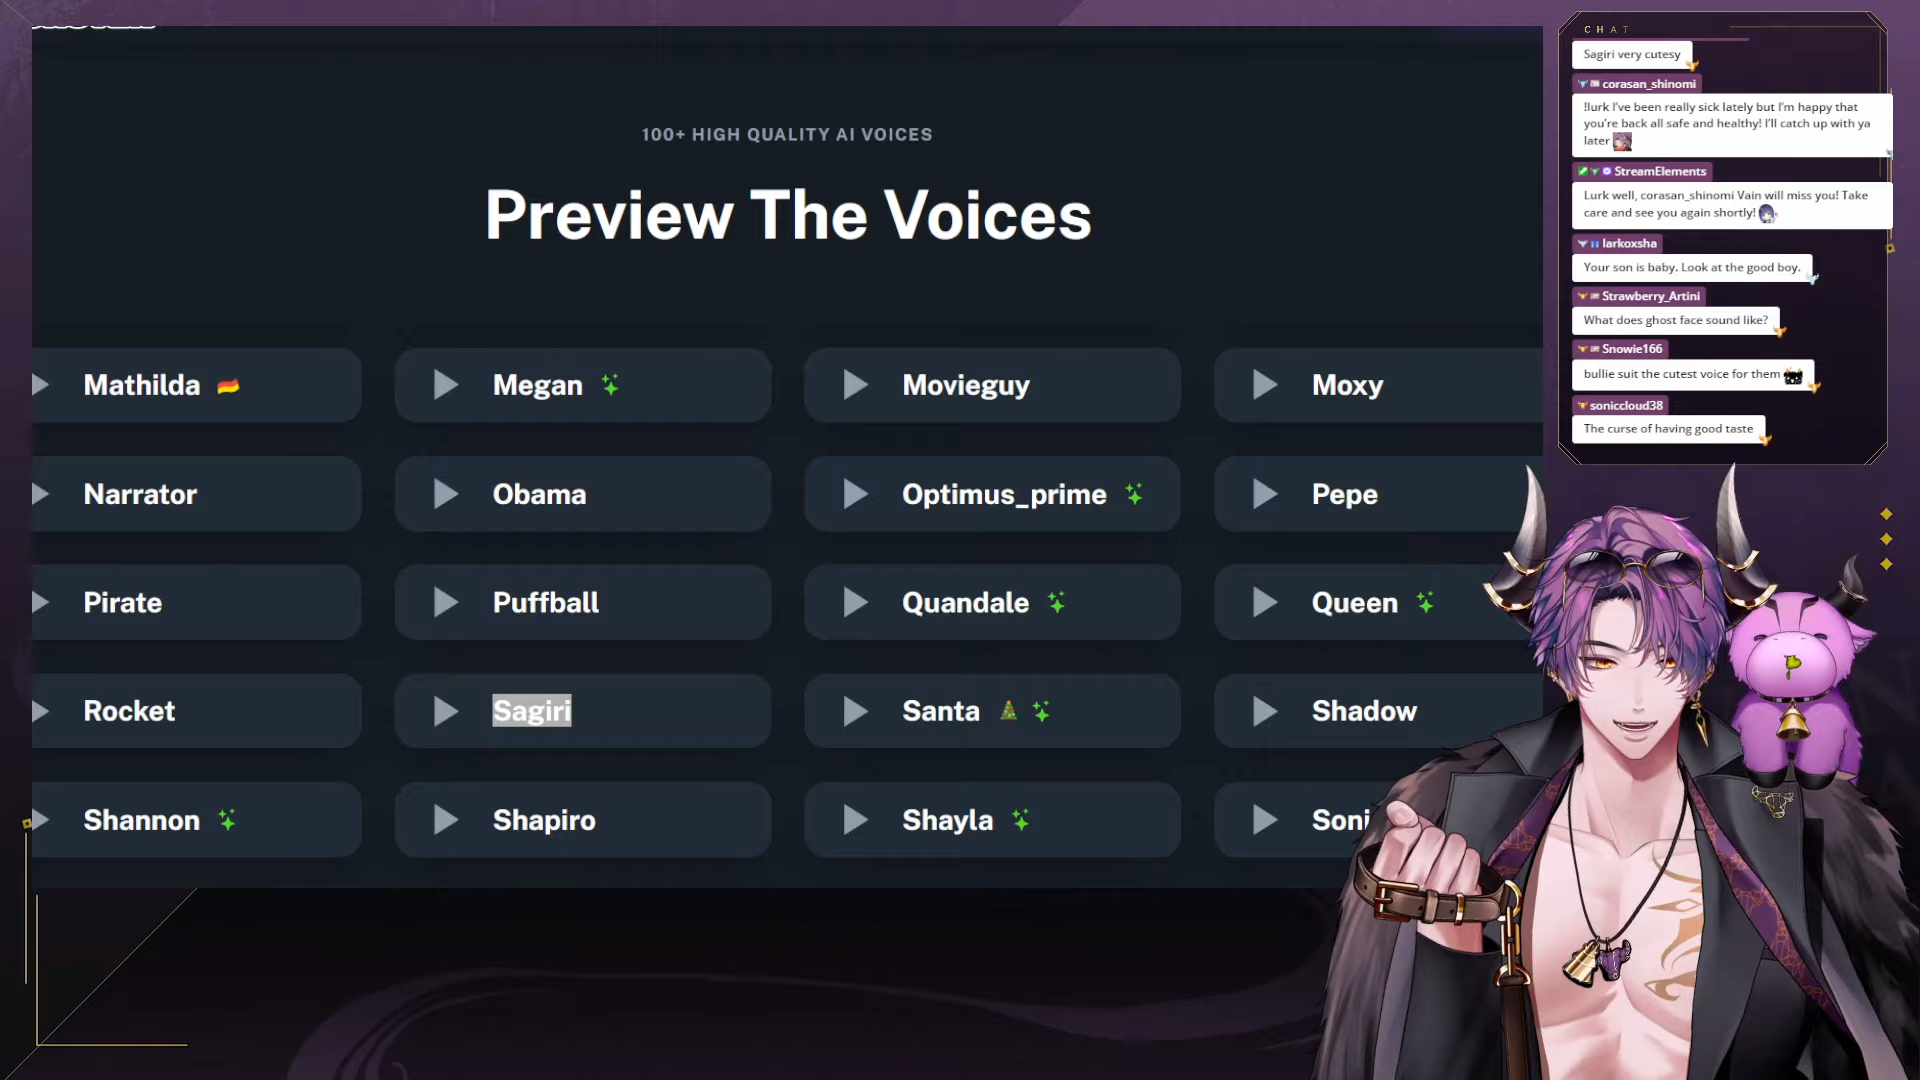 100+ HIGH QUALITY AI VOICES
Preview The Voices
Mathilda
Megan
Movieguy
Moxy
Narrator
Obama
Optimus_prime
Pepe
Pirate
Puffball
Quandale
Queen
Rocket
Sagiri
Santa
Shadow
Shannon
Shapiro
Shayla
Soni
CHAT
Sagiri very cutesy
corasan_shinomi
!lurk I've been really sick lately but I'm happy that
you're back all safe and healthy! I'll catch up with ya
later
StreamElements
Lurk well, corasan_shinomi Vain will miss you! Take
care and see you again shortly!
larkoxsha
Your son is baby. Look at the good boy.
Strawberry_Artini
What does ghost face sound like?
Snowie166
bullie suit the cutest voice for them
soniccloud38
The curse of having good taste